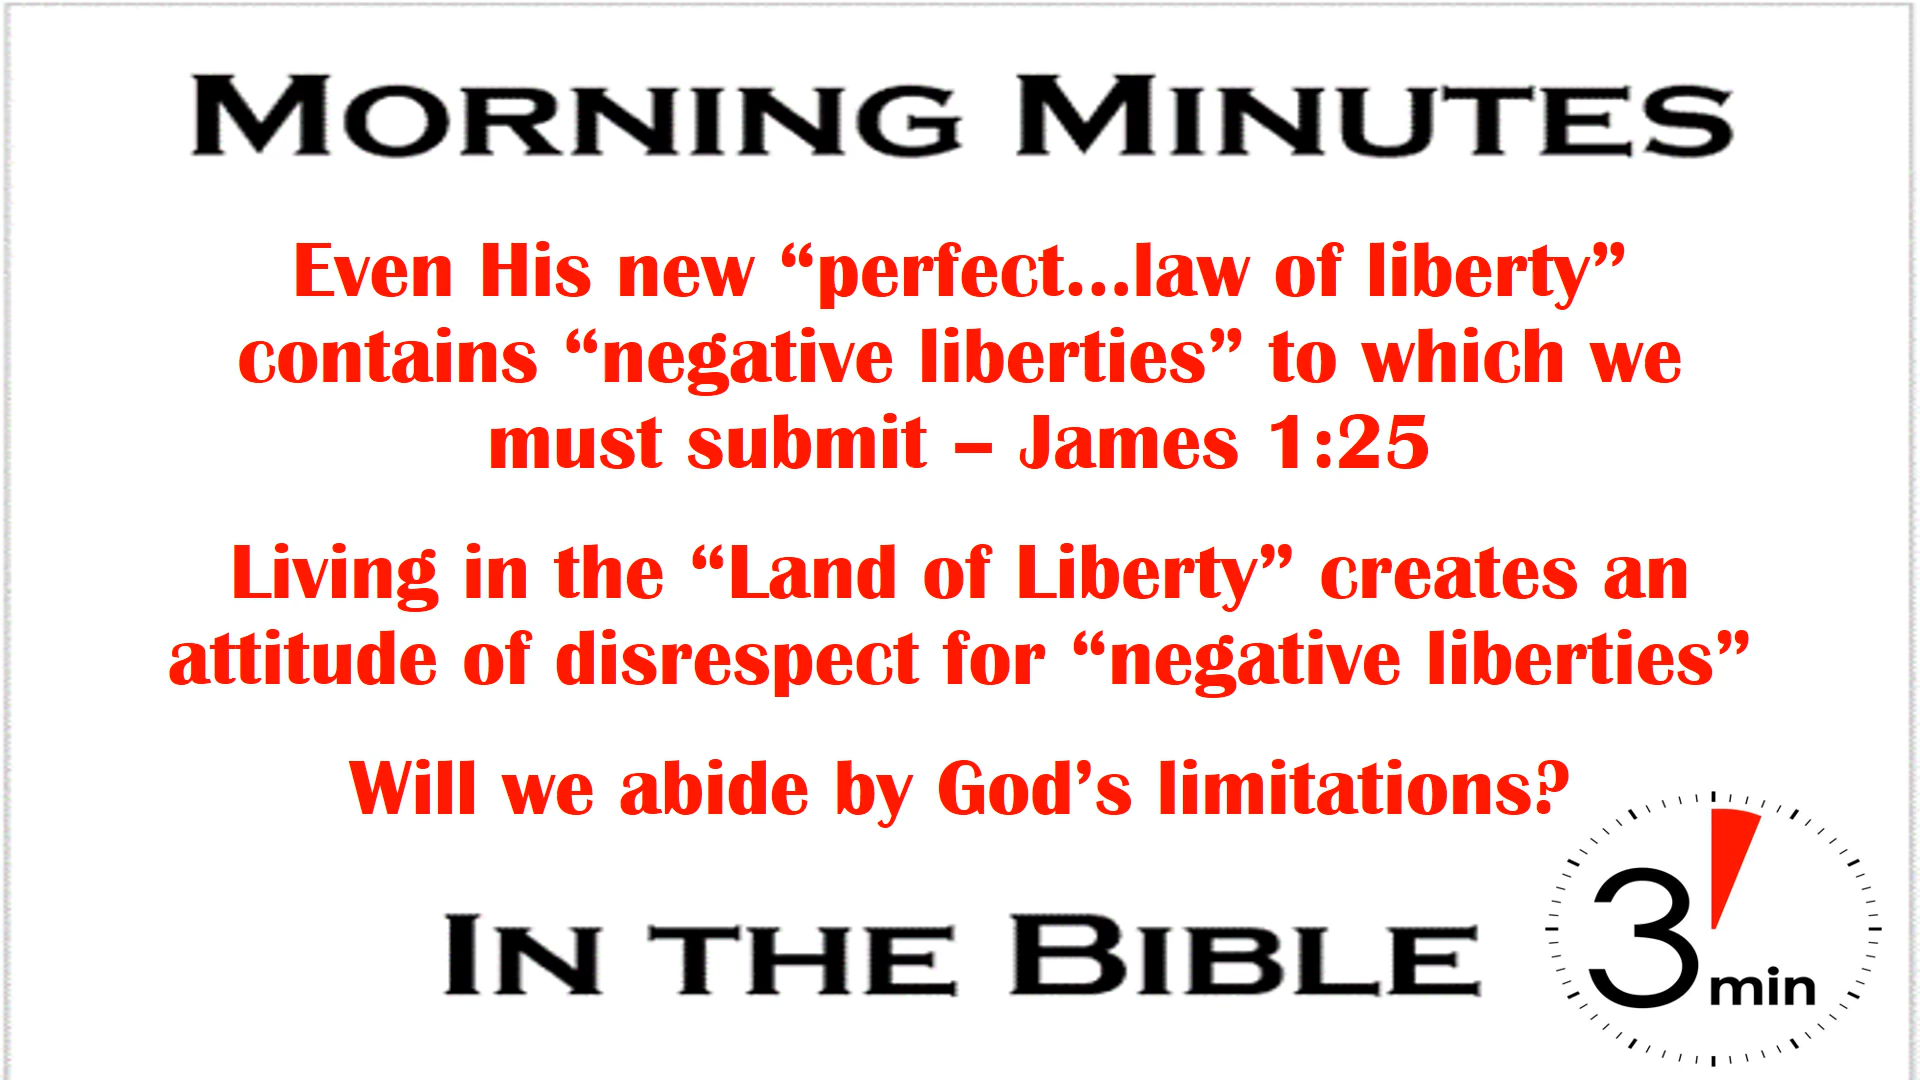 MORNING MINUTES
Even His new “perfect...law of liberty”
contains “negative liberties” to which we
must submit – James 1:25
Living in the “Land of Liberty” creates an
attitude of disrespect for “negative liberties”
Will we abide by God’s limitations?
IN THE BIBLE
3 min